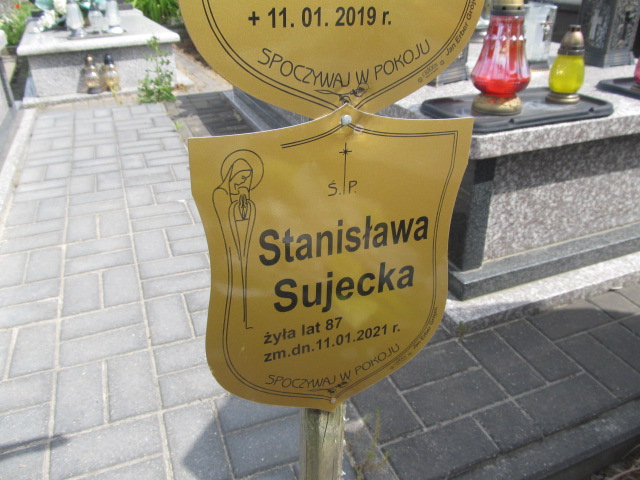 + 11. 01. 2019 r.
SPOCZYWAJ W POKOJU
Ś. P.
Stanisława
Sujecka
żyła lat 87
zm.dn.11.01.2021 r.
SPOCZYWAJ W POKOJU